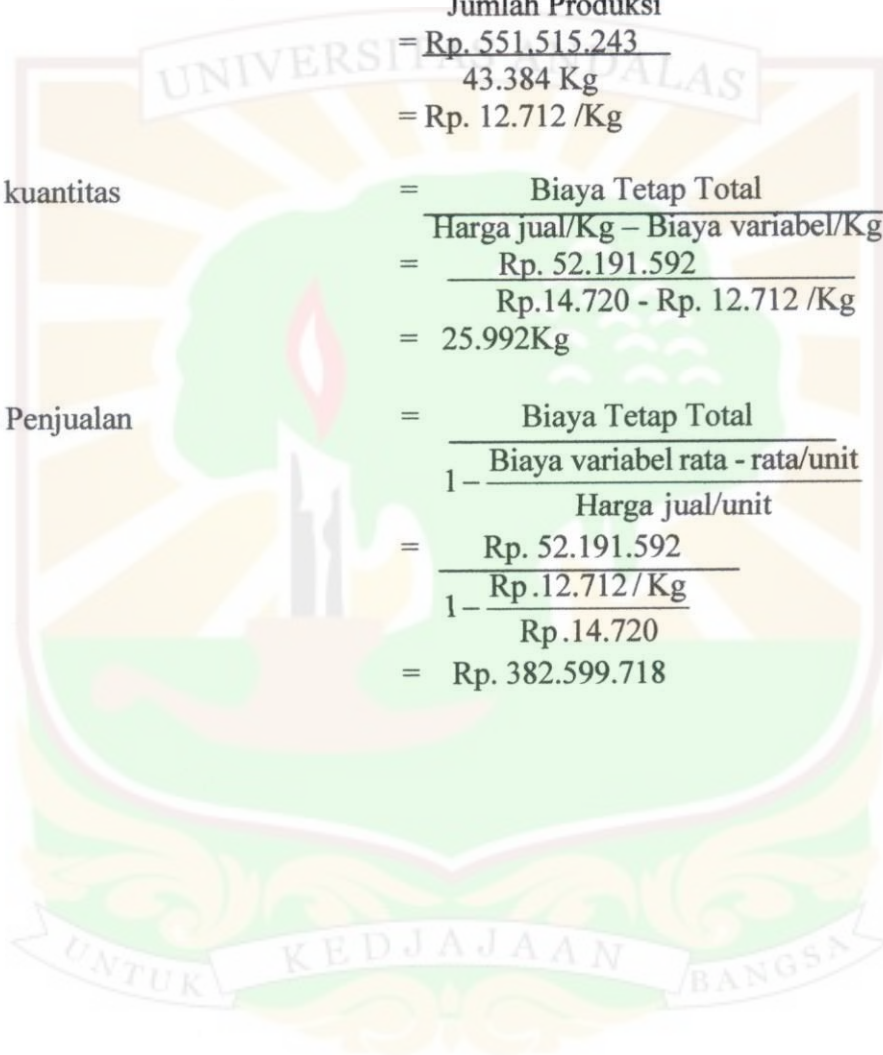 Jumlah Produksi
= Rp. 551.515.243
43.384 Kg
= Rp. 12.712 /Kg
kuantitas = Biaya Tetap Total
Harga jual/Kg – Biaya variabel/Kg
= Rp. 52.191.592
Rp.14.720 - Rp. 12.712 /Kg
= 25.992Kg
Penjualan = Biaya Tetap Total
1 – Biaya variabel rata - rata/unit
Harga jual/unit
= Rp. 52.191.592
1 – Rp.12.712/Kg
Rp.14.720
= Rp. 382.599.718
UNIVERSITAS ANDALAS
UNTUK KEDJAJAAN BANGSA